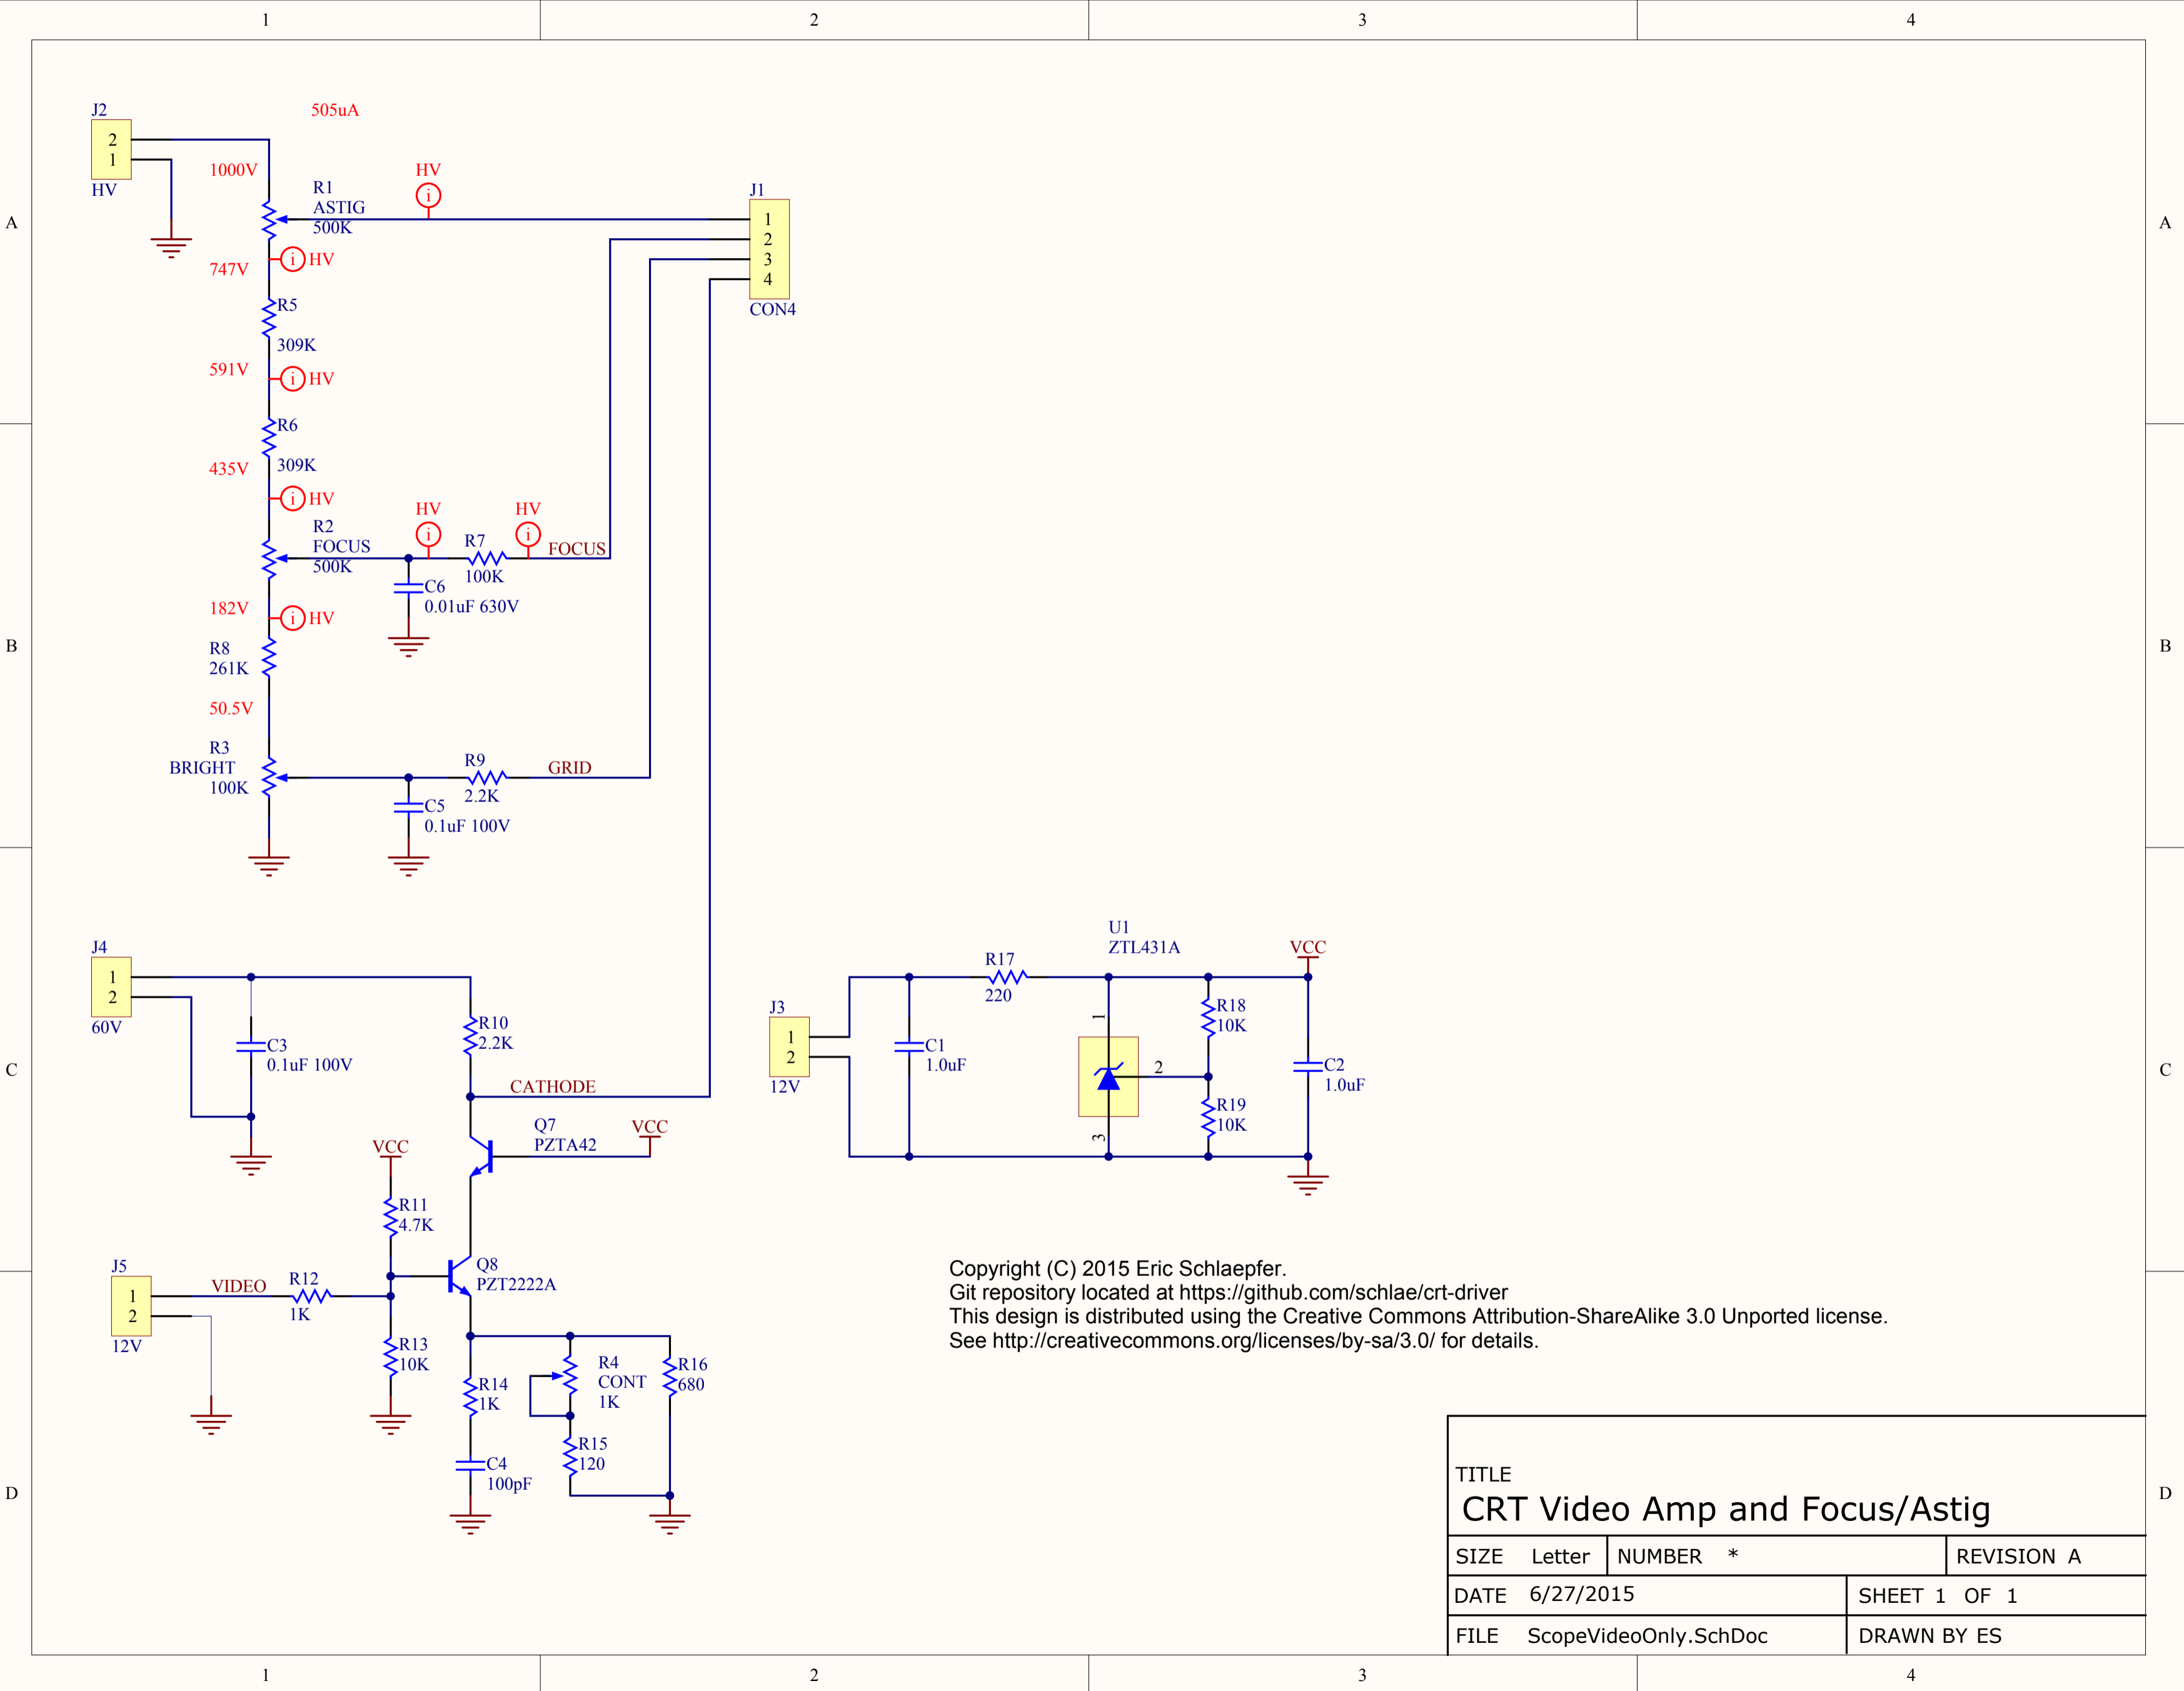 1 2 3 4
A A
B B
C C
D D
1 2 3 4
505uA
J2
2
1
HV
1000V
R1
ASTIG
500K
HV
747V
HV
R5
309K
591V
HV
R6
309K
435V
HV
R2
FOCUS
500K
HV
HV
R7
100K
FOCUS
C6
0.01uF 630V
182V
HV
R8
261K
50.5V
R3
BRIGHT
100K
R9
2.2K
GRID
C5
0.1uF 100V
J1
1
2
3
4
CON4
J4
1
2
60V
C3
0.1uF 100V
R10
2.2K
CATHODE
Q7
PZTA42
VCC
VCC
R11
4.7K
J5
1
2
12V
VIDEO
R12
1K
R13
10K
Q8
PZT2222A
R14
1K
C4
100pF
R4
CONT
1K
R15
120
R16
680
J3
1
2
12V
C1
1.0uF
R17
220
U1
ZTL431A
1
2
3
R18
10K
R19
10K
VCC
C2
1.0uF
Copyright (C) 2015 Eric Schlaepfer.
Git repository located at https://github.com/schlae/crt-driver
This design is distributed using the Creative Commons Attribution-ShareAlike 3.0 Unported license.
See http://creativecommons.org/licenses/by-sa/3.0/ for details.
TITLE
CRT Video Amp and Focus/Astig
SIZE Letter NUMBER * REVISION A
DATE 6/27/2015 SHEET 1 OF 1
FILE ScopeVideoOnly.SchDoc DRAWN BY ES